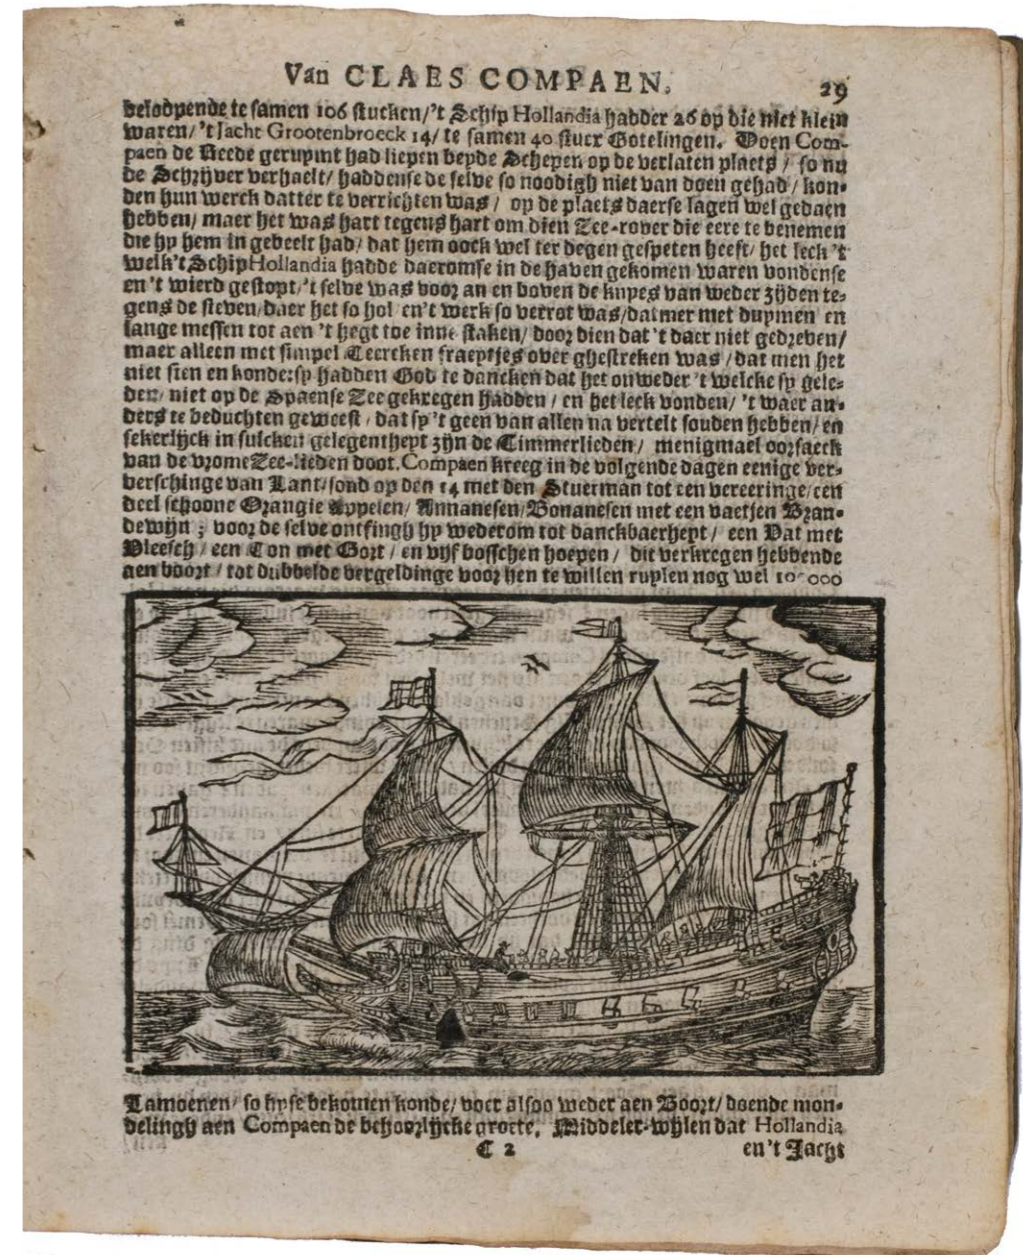 Van CLAES COMPAEN. 29
beloopende te samen 106 stucken/'t Schip Hollandia hadder 26 op die niet klein
waren/'t Jacht Grootenbroeck 14/ te samen 40 stucx Gotelingen. Doen Com-
paen de Reede geruymt had liepen beyde Schepen op de verlaten plaets / so nu
de Schrijver verhaelt/ haddense de selve so noodigh niet van doen gehad / kon-
den hun werck datter te verrichten was / op de plaets daerse lagen wel gedaen
hebben/ maer het was hart tegens hart om dien Zee-rover die eere te benemen
die hy hem in gebeelt had/ dat hem oock wel ter degen gespeten heeft/ het leck 't
welk't Schip Hollandia hadde daeromse in de haven gekomen waren vondense
en 't wierd gestopt/'t selve was voor an en boven de knyes van weder zijden te-
gens de steven/daer het so hol en't werk so verrot was/datmer met duymen en
lange messen tot aen 't hegt toe inne staken/ door dien dat 't daer niet gedreven/
maer alleen met simpel Teereken fraeytjes over ghestreken was / dat men het
niet sien en konde: sy hadden God te dancken dat het onweder 't welcke sy gele-
den/ niet op de Spaense Zee gekregen hadden / en het leck vonden/ 't waer an-
ders te beduchten geweest / dat sy 't geen van allen na vertelt souden hebben/ en
sekerlijck in sulcken gelegentheyt zijn de Timmerlieden / menigmael oorsaeck
van de vrome Zee-lieden doot. Compaen kreeg in de volgende dagen eenige ver-
verschinge van Lant/sond op den 14 met den Stuerman tot een vereeringe/een
deel schoone Orangie Appelen/ Annanesen/Bonanesen met een vaetjen Bran-
dewijn ; voor de selve ontfingh hy wederom tot danckbaerheyt / een Vat met
Vleesch / een Ton met Gort / en vijf bosschen hoepen / dit verkregen hebbende
aen boort / tot dubbelde vergeldinge voor hen te willen ruylen nog wel 10000
Lamoenen/ so hyse bekomen konde/ voer alsoo weder aen Boort/ doende mon-
delingh aen Compaen de behoorlijcke groete. Middeler-wijlen dat Hollandia
C 2 en't Jacht